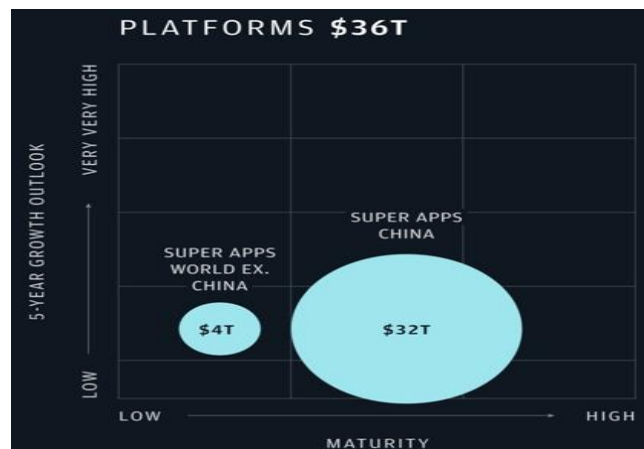 PLATFORMS $36T
VERY VERY HIGH
5-YEAR GROWTH OUTLOOK
LOW
SUPER APPS
CHINA
SUPER APPS
WORLD EX.
CHINA
$4T
$32T
LOW
HIGH
MATURITY